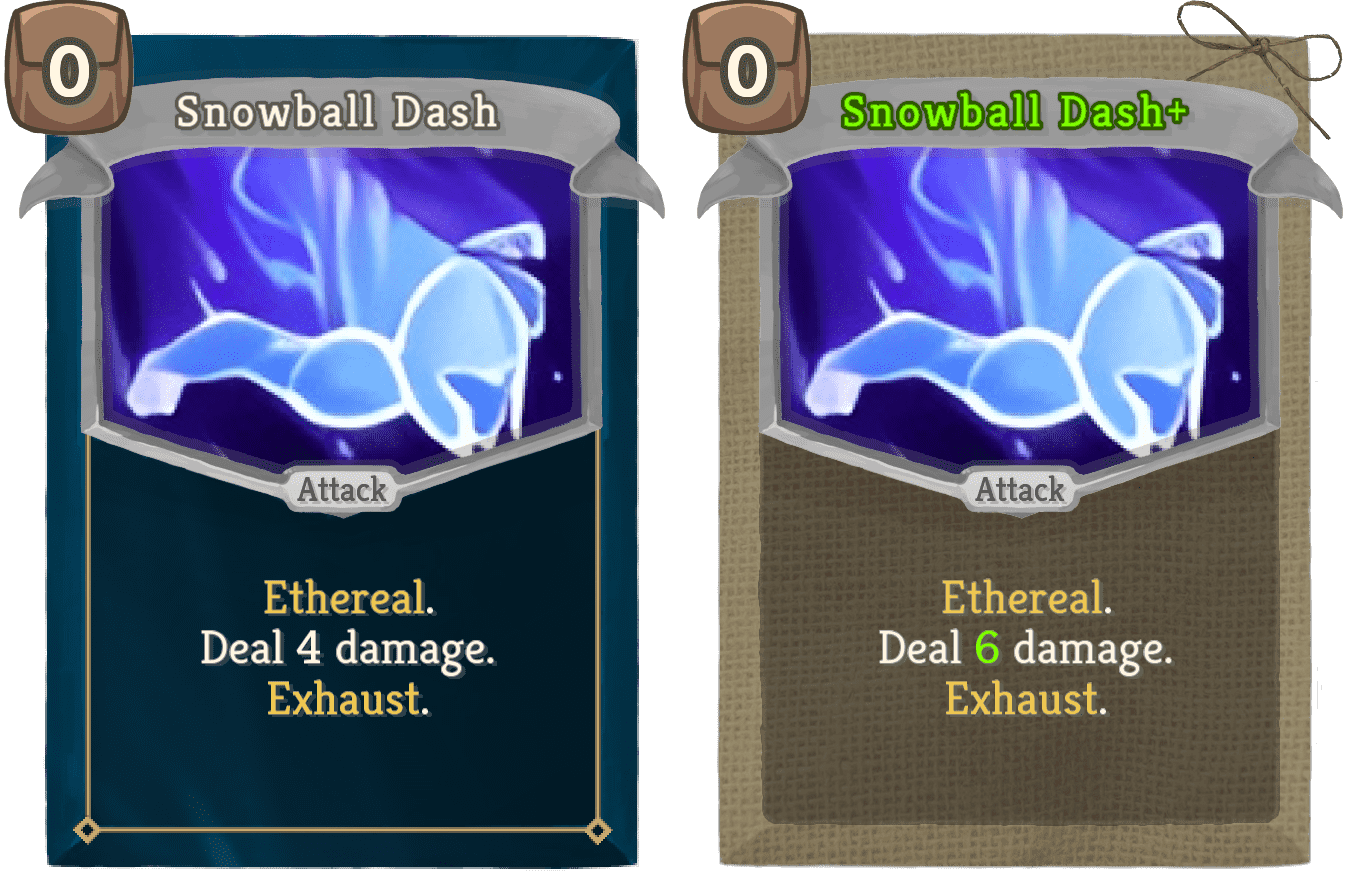 0
Snowball Dash
Attack
Ethereal.
Deal 4 damage.
Exhaust.
0
Snowball Dash+
Attack
Ethereal.
Deal 6 damage.
Exhaust.